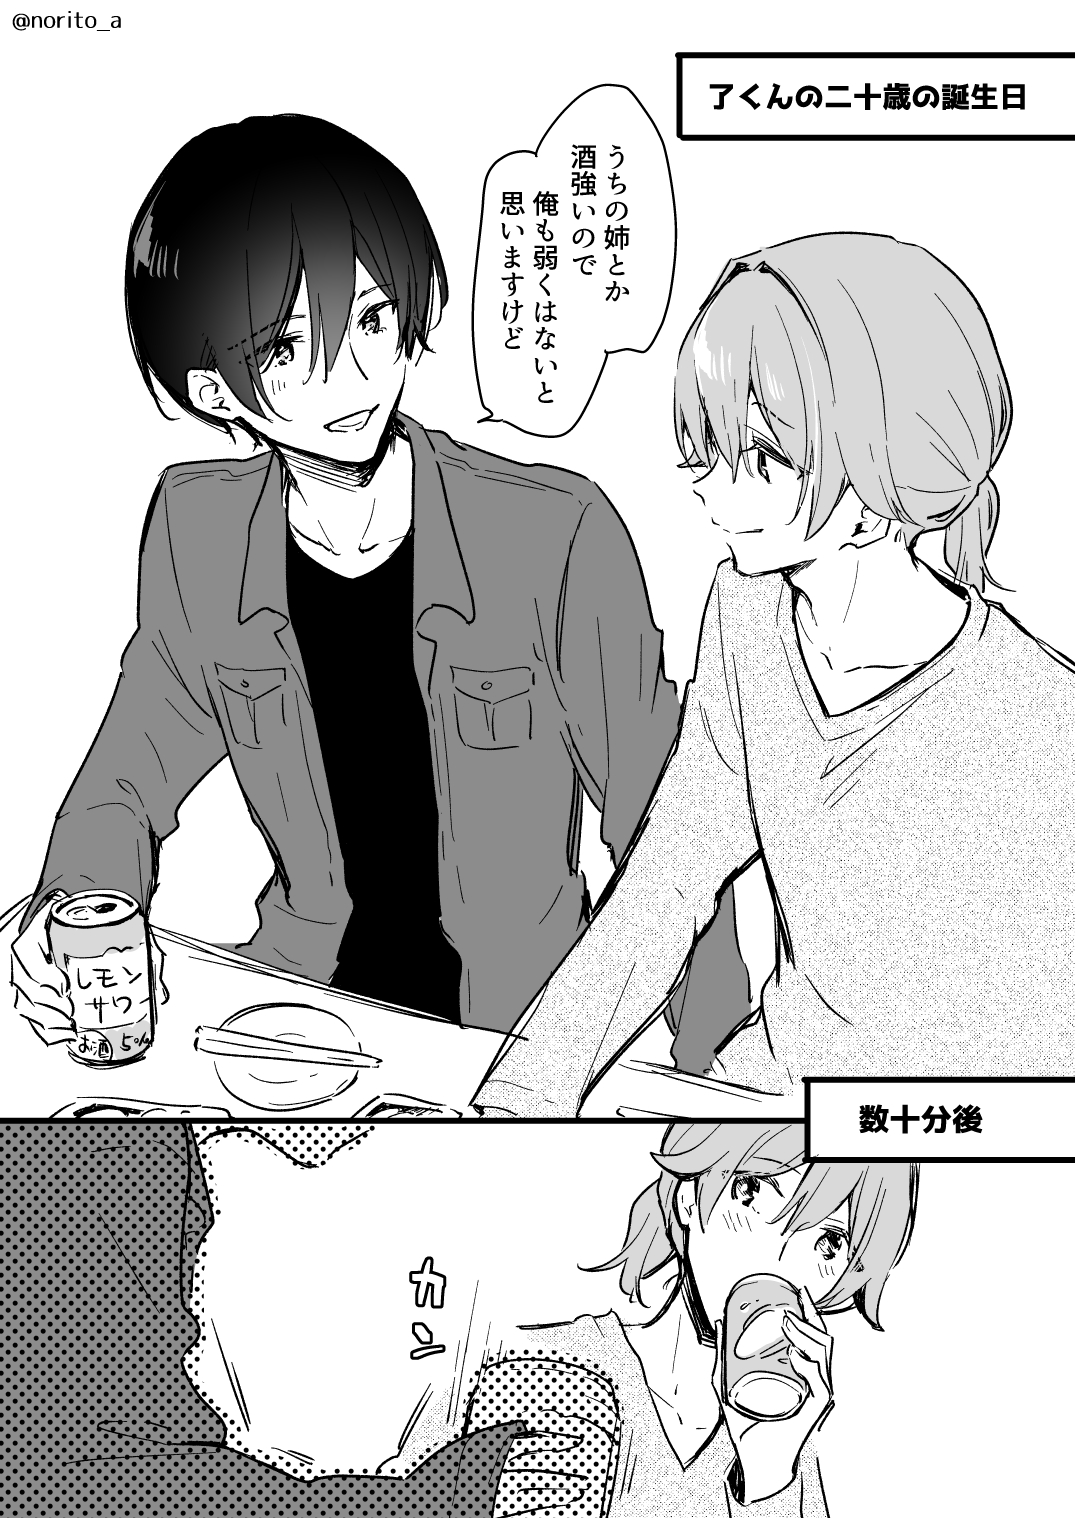 @norito_a
了くんの二十歳の誕生日
うちの姉とか
酒強いので
俺も弱くはないと
思いますけど
レモン
サワー
お酒 5%
数十分後
カン